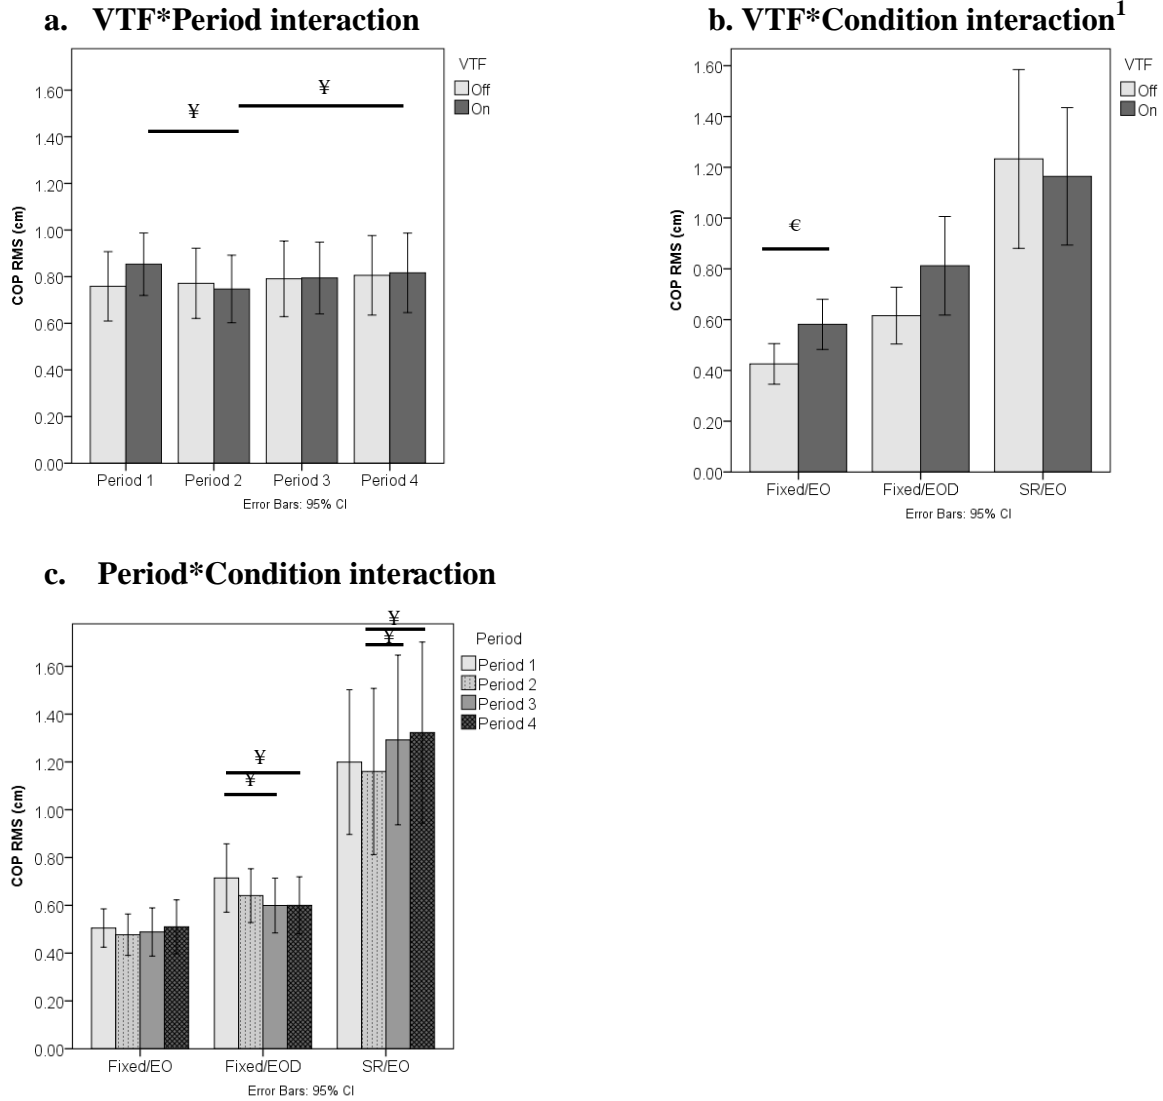 a. VTF*Period interaction
VTF
Off
On
¥
¥
COP RMS (cm)
1.60
1.40
1.20
1.00
0.80
0.60
0.40
0.20
0.00
Period 1
Period 2
Period 3
Period 4
Error Bars: 95% CI
b. VTF*Condition interaction1
VTF
Off
On
€
COP RMS (cm)
1.60
1.40
1.20
1.00
0.80
0.60
0.40
0.20
0.00
Fixed/EO
Fixed/EOD
SR/EO
Error Bars: 95% CI
c. Period*Condition interaction
Period
Period 1
Period 2
Period 3
Period 4
¥
¥
¥
¥
COP RMS (cm)
1.60
1.40
1.20
1.00
0.80
0.60
0.40
0.20
0.00
Fixed/EO
Fixed/EOD
SR/EO
Error Bars: 95% CI